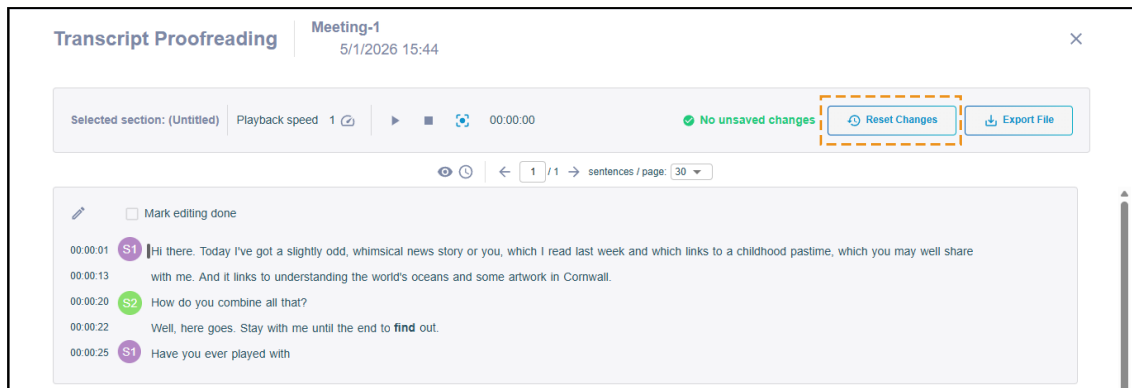 Transcript Proofreading
Meeting-1
5/1/2026 15:44
Selected section: (Untitled) Playback speed 1 00:00:00 No unsaved changes Reset Changes Export File
1 / 1 sentences / page: 30
Mark editing done
00:00:01 S1 Hi there. Today I've got a slightly odd, whimsical news story or you, which I read last week and which links to a childhood pastime, which you may well share
00:00:13 with me. And it links to understanding the world's oceans and some artwork in Cornwall.
00:00:20 S2 How do you combine all that?
00:00:22 Well, here goes. Stay with me until the end to find out.
00:00:25 S1 Have you ever played with